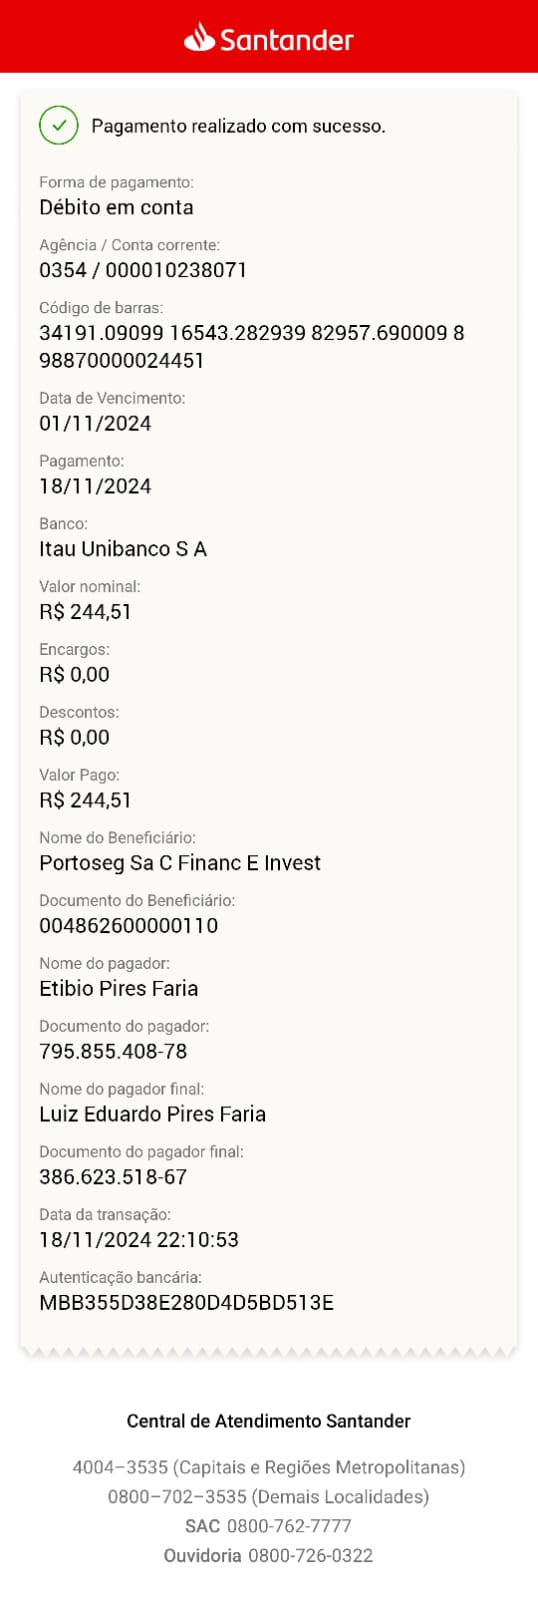 Santander
Pagamento realizado com sucesso.
Forma de pagamento:
Débito em conta
Agência / Conta corrente:
0354 / 000010238071
Código de barras:
34191.09099 16543.282939 82957.690009 8
98870000024451
Data de Vencimento:
01/11/2024
Pagamento:
18/11/2024
Banco:
Itau Unibanco S A
Valor nominal:
R$ 244,51
Encargos:
R$ 0,00
Descontos:
R$ 0,00
Valor Pago:
R$ 244,51
Nome do Beneficiário:
Portoseg Sa C Financ E Invest
Documento do Beneficiário:
004862600000110
Nome do pagador:
Etibio Pires Faria
Documento do pagador:
795.855.408-78
Nome do pagador final:
Luiz Eduardo Pires Faria
Documento do pagador final:
386.623.518-67
Data da transação:
18/11/2024 22:10:53
Autenticação bancária:
MBB355D38E280D4D5BD513E
Central de Atendimento Santander
4004–3535 (Capitais e Regiões Metropolitanas)
0800–702–3535 (Demais Localidades)
SAC 0800-762-7777
Ouvidoria 0800-726-0322